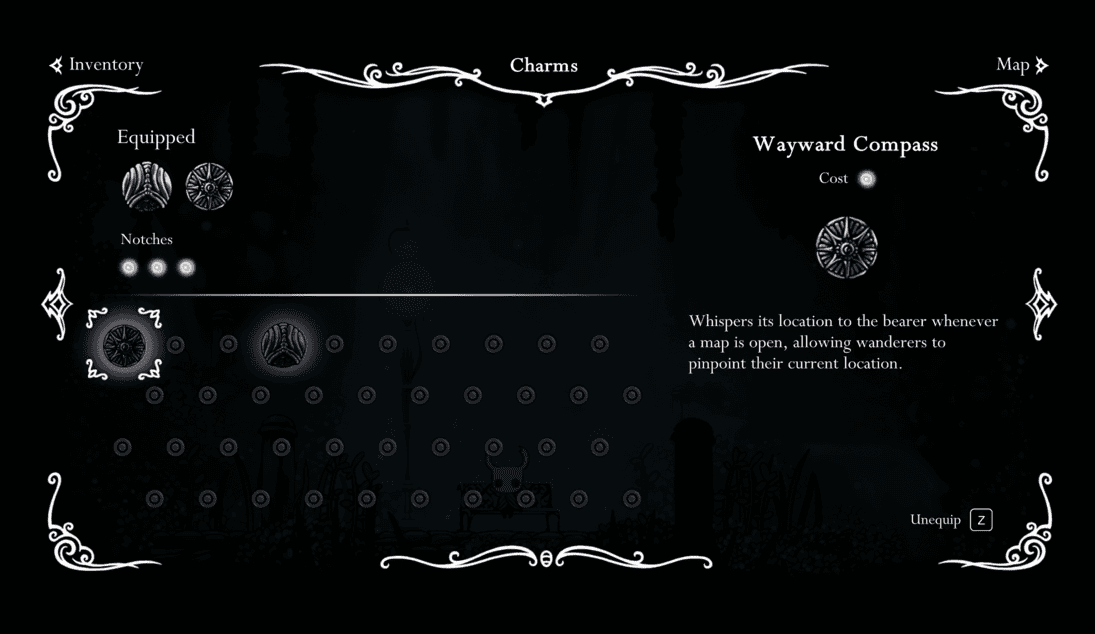 Inventory
Charms
Map
Equipped
Notches
Wayward Compass
Cost
Whispers its location to the bearer whenever
a map is open, allowing wanderers to
pinpoint their current location.
Unequip Z